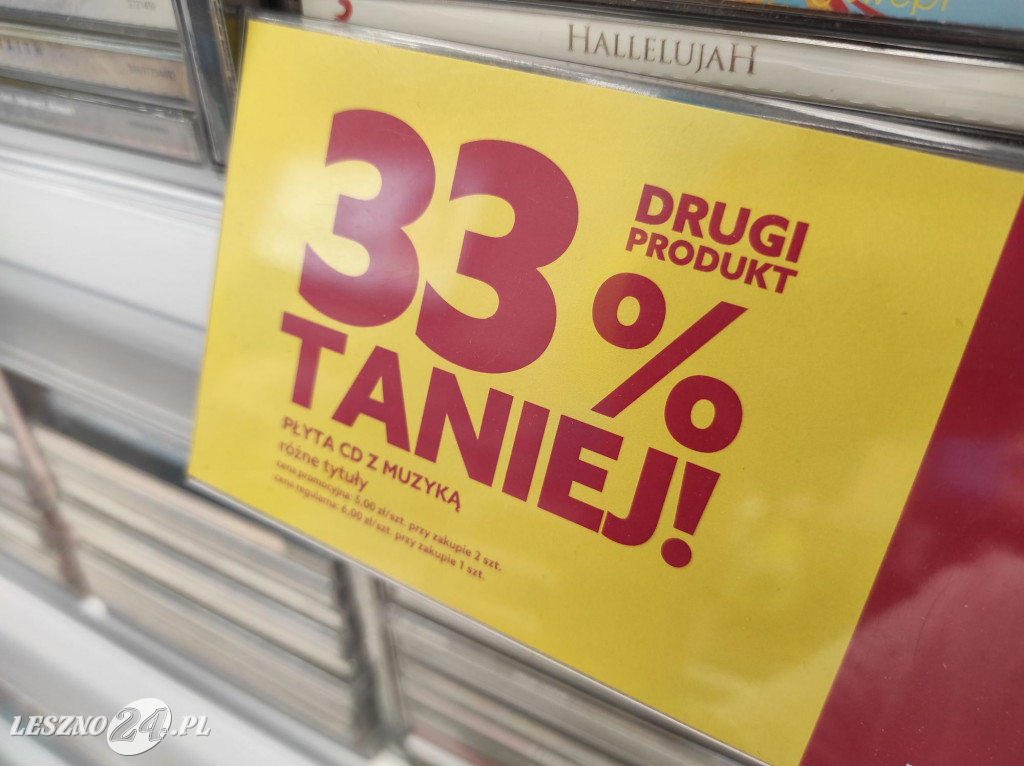 HALLELUJAH
33%
DRUGI
PRODUKT
TANIEJ!
PŁYTA CD Z MUZYKĄ
różne tytuły
cena promocyjna: 5,00 zł/szt. przy zakupie 2 szt.
cena regularna: 6,00 zł/szt. przy zakupie 1 szt.
LESZNO24.PL